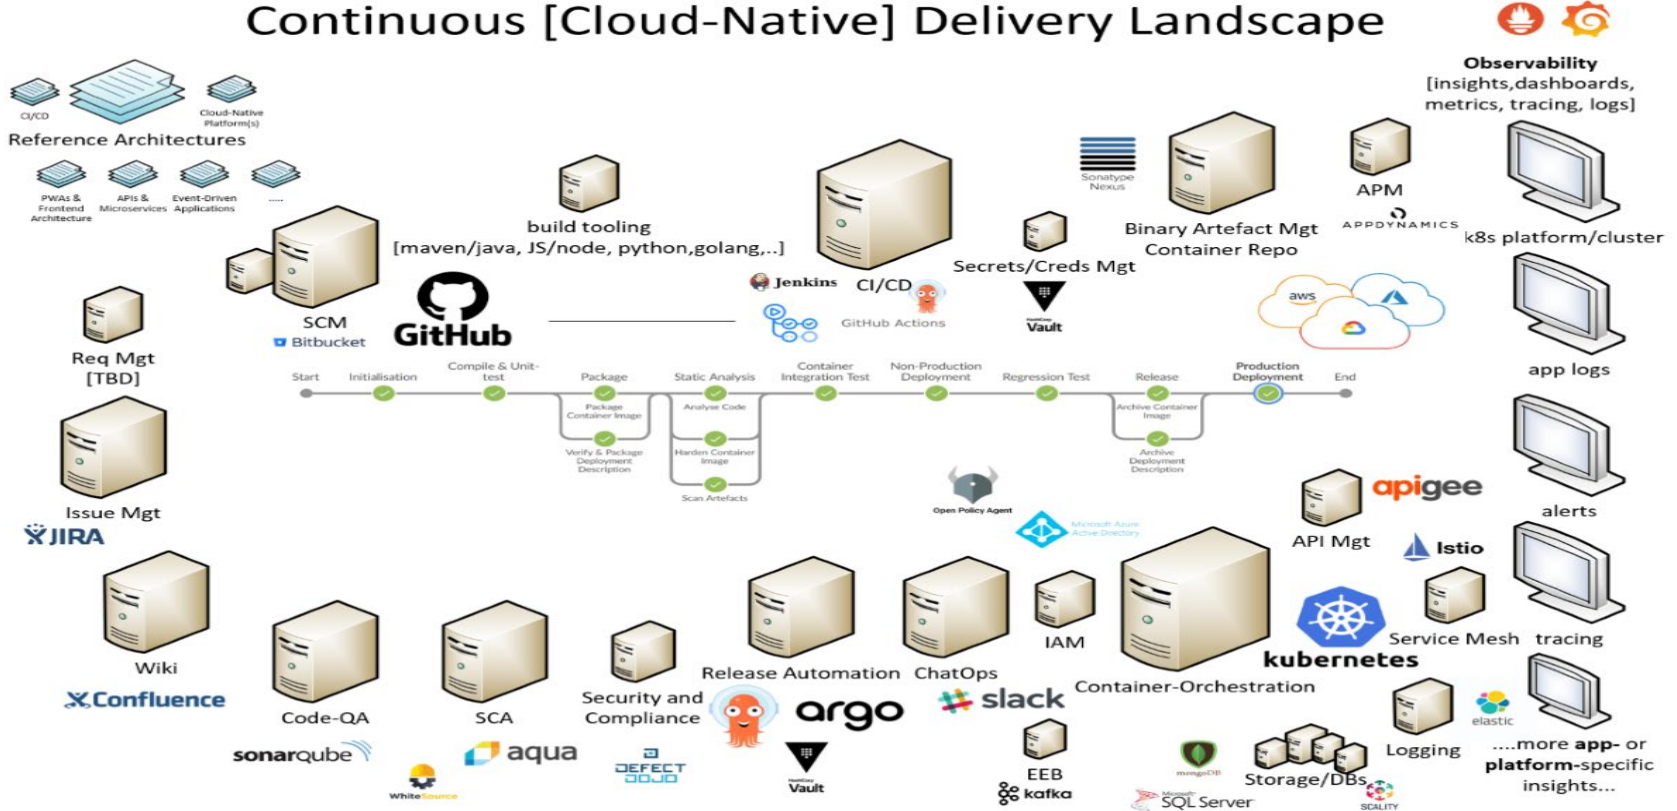 Continuous [Cloud-Native] Delivery Landscape
Observability
[insights,dashboards,
metrics, tracing, logs]
CI/CD
Cloud-Native
Platform(s)
Reference Architectures
PWAs &
Frontend
Architecture
APIs &
Microservices
Event-Driven
Applications
.....
build tooling
[maven/java, JS/node, python,golang,..]
Sonatype
Nexus
Binary Artefact Mgt
Container Repo
APM
APPDYNAMICS
k8s platform/cluster
Secrets/Creds Mgt
HashiCorp
Vault
Jenkins
CI/CD
GitHub Actions
aws
SCM
Bitbucket
GitHub
Req Mgt
[TBD]
app logs
Start
Initialisation
Compile & Unit-
test
Package
Static Analysis
Container
Integration Test
Non-Production
Deployment
Regression Test
Release
Production
Deployment
End
Package
Container Image
Analyse Code
Archive Container
Image
Verify & Package
Deployment
Description
Harden Container
Image
Archive
Deployment
Description
Scan Artefacts
Issue Mgt
JIRA
Open Policy Agent
Microsoft Azure
Active Directory
apigee
API Mgt
Istio
alerts
Wiki
Confluence
Code-QA
sonarqube
SCA
WhiteSource
aqua
Security and
Compliance
DEFECT
DOJO
Release Automation
argo
HashiCorp
Vault
ChatOps
slack
IAM
EEB
kafka
Container-Orchestration
kubernetes
Service Mesh
tracing
mongoDB
Microsoft
SQL Server
Storage/DBs
SCALITY
Logging
elastic
....more app- or
platform-specific
insights...